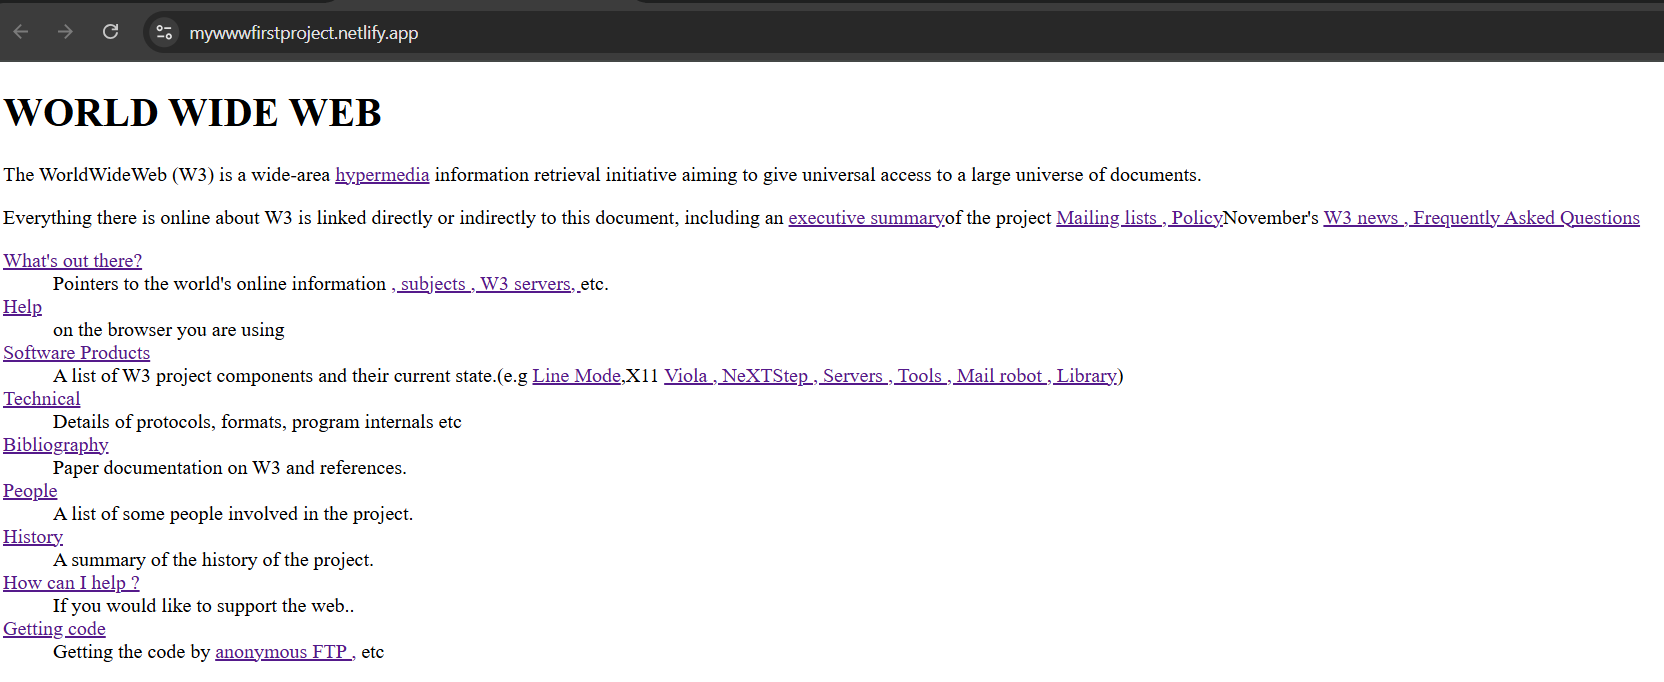 mywwwfirstproject.netlify.app
WORLD WIDE WEB
The WorldWideWeb (W3) is a wide-area hypermedia information retrieval initiative aiming to give universal access to a large universe of documents.
Everything there is online about W3 is linked directly or indirectly to this document, including an executive summaryof the project Mailing lists , PolicyNovember's W3 news , Frequently Asked Questions
What's out there?
Pointers to the world's online information , subjects , W3 servers, etc.
Help
on the browser you are using
Software Products
A list of W3 project components and their current state.(e.g Line Mode,X11 Viola , NeXTStep , Servers , Tools , Mail robot , Library)
Technical
Details of protocols, formats, program internals etc
Bibliography
Paper documentation on W3 and references.
People
A list of some people involved in the project.
History
A summary of the history of the project.
How can I help ?
If you would like to support the web..
Getting code
Getting the code by anonymous FTP , etc